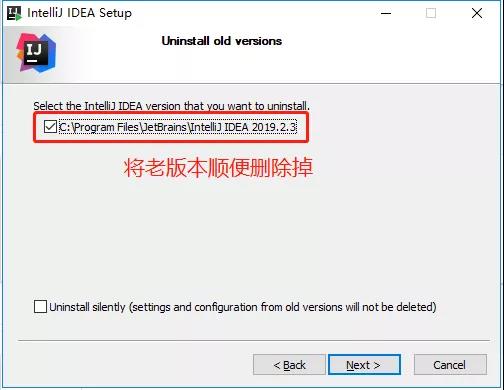 IntelliJ IDEA Setup
IJ
Uninstall old versions
Select the IntelliJ IDEA version that you want to uninstall.
C:\Program Files\JetBrains\IntelliJ IDEA 2019.2.3
将老版本顺便删除掉
Uninstall silently (settings and configuration from old versions will not be deleted)
< Back
Next >
Cancel